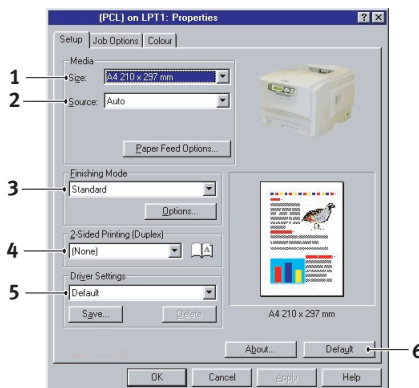 (PCL) on LPT1: Properties
Setup Job Options Colour
Media
1 Size: A4 210 x 297 mm
2 Source: Auto
Paper Feed Options...
Finishing Mode
3 Standard
Options...
2-Sided Printing (Duplex)
4 (None)
Driver Settings
5 Default
Save... Delete
A4 210 x 297 mm
About... Default 6
OK Cancel Apply Help